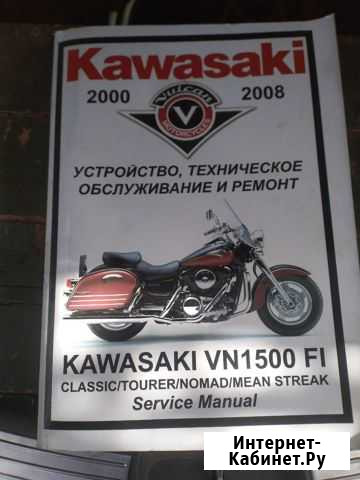 Kawasaki
2000 2008
Vulcan
V
MOTORCYCLES
УСТРОЙСТВО, ТЕХНИЧЕСКОЕ
ОБСЛУЖИВАНИЕ И РЕМОНТ
KAWASAKI VN1500 FI
CLASSIC/TOURER/NOMAD/MEAN STREAK
Service Manual
Интернет-
Кабинет.Ру